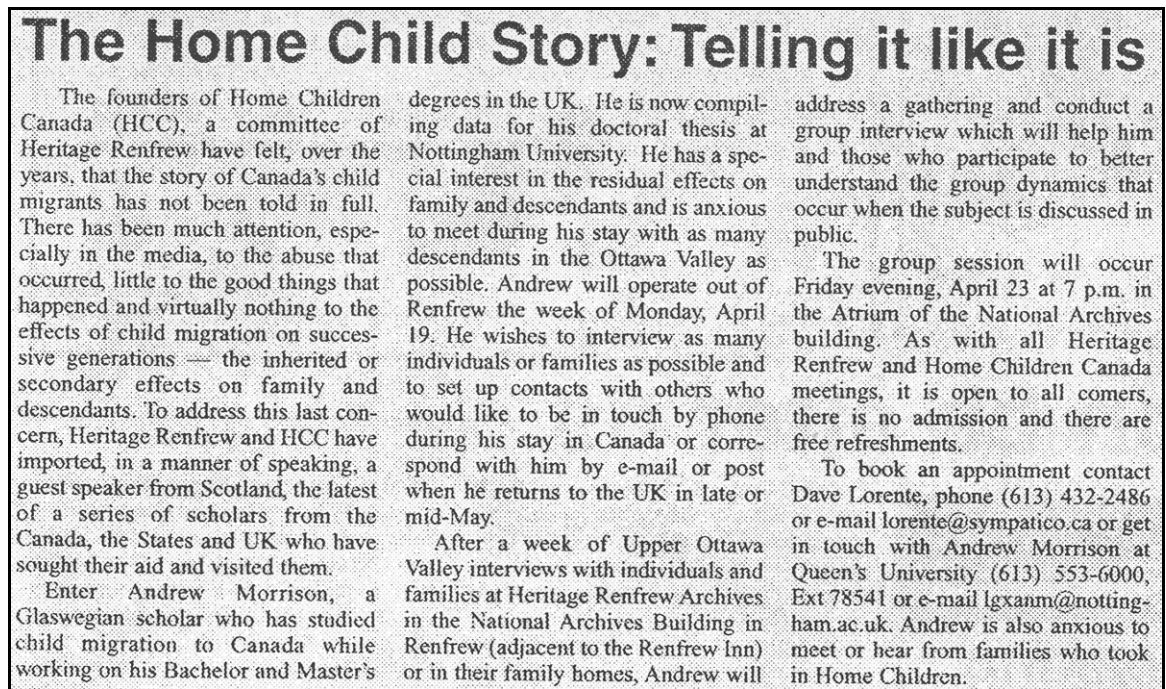 The Home Child Story: Telling it like it is
The founders of Home Children
Canada (HCC), a committee of
Heritage Renfrew have felt, over the
years, that the story of Canada's child
migrants has not been told in full.
There has been much attention, espe-
cially in the media, to the abuse that
occurred, little to the good things that
happened and virtually nothing to the
effects of child migration on succes-
sive generations — the inherited or
secondary effects on family and
descendants. To address this last con-
cern, Heritage Renfrew and HCC have
imported, in a manner of speaking, a
guest speaker from Scotland, the latest
of a series of scholars from the
Canada, the States and UK who have
sought their aid and visited them.
Enter Andrew Morrison, a
Glaswegian scholar who has studied
child migration to Canada while
working on his Bachelor and Master's
degrees in the UK. He is now compil-
ing data for his doctoral thesis at
Nottingham University. He has a spe-
cial interest in the residual effects on
family and descendants and is anxious
to meet during his stay with as many
descendants in the Ottawa Valley as
possible. Andrew will operate out of
Renfrew the week of Monday, April
19. He wishes to interview as many
individuals or families as possible and
to set up contacts with others who
would like to be in touch by phone
during his stay in Canada or corre-
spond with him by e-mail or post
when he returns to the UK in late or
mid-May.
After a week of Upper Ottawa
Valley interviews with individuals and
families at Heritage Renfrew Archives
in the National Archives Building in
Renfrew (adjacent to the Renfrew Inn)
or in their family homes, Andrew will
address a gathering and conduct a
group interview which will help him
and those who participate to better
understand the group dynamics that
occur when the subject is discussed in
public.
The group session will occur
Friday evening, April 23 at 7 p.m. in
the Atrium of the National Archives
building. As with all Heritage
Renfrew and Home Children Canada
meetings, it is open to all comers,
there is no admission and there are
free refreshments.
To book an appointment contact
Dave Lorente, phone (613) 432-2486
or e-mail lorente@sympatico.ca or get
in touch with Andrew Morrison at
Queen's University (613) 553-6000,
Ext 78541 or e-mail lgxanm@notting-
ham.ac.uk. Andrew is also anxious to
meet or hear from families who took
in Home Children.